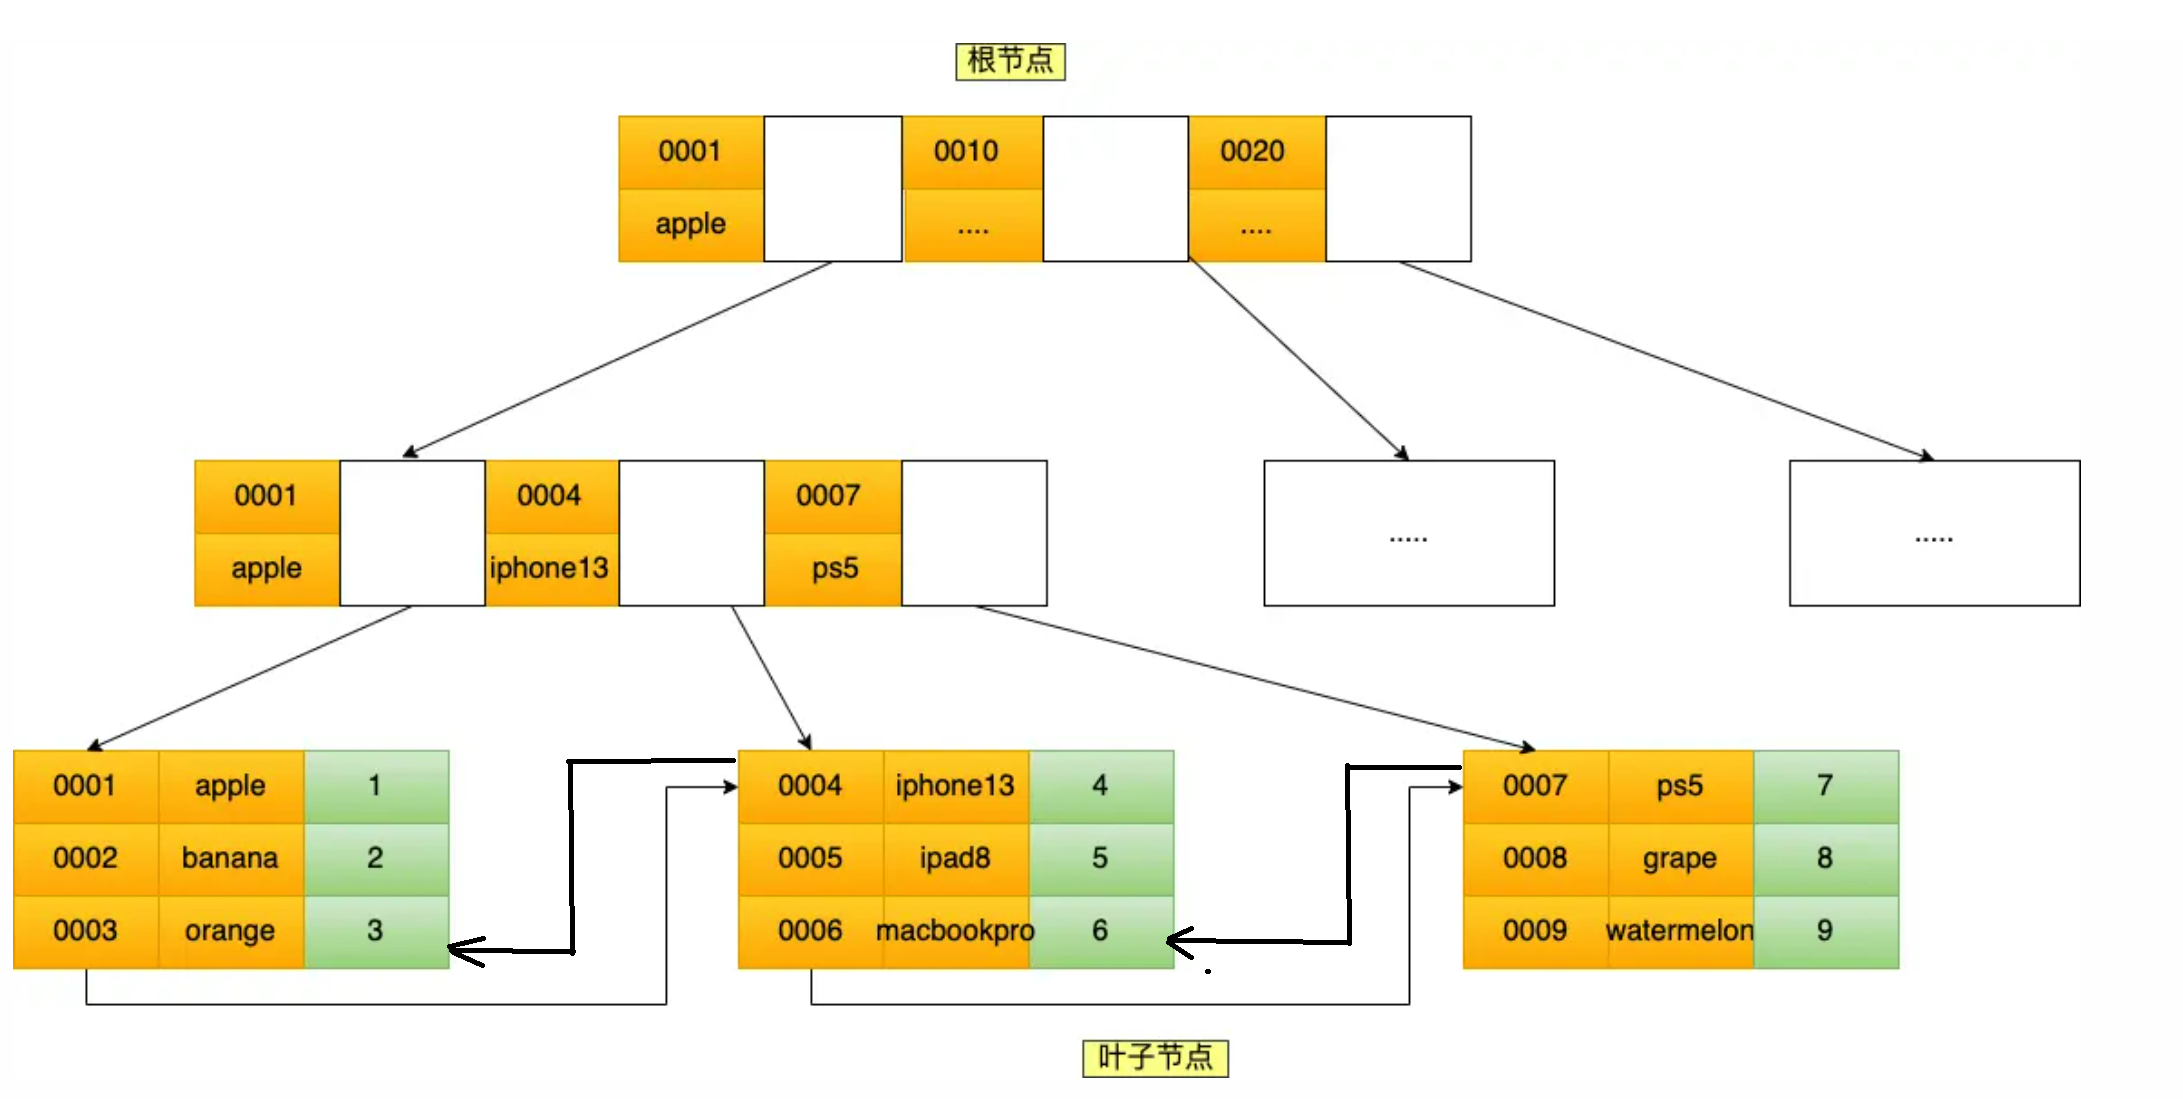 根节点
0001 0010 0020
apple .... ....
0001 0004 0007
apple iphone13 ps5
..... .....
0001 apple 1 0004 iphone13 4 0007 ps5 7
0002 banana 2 0005 ipad8 5 0008 grape 8
0003 orange 3 0006 macbookpro 6 0009 watermelon 9
叶子节点